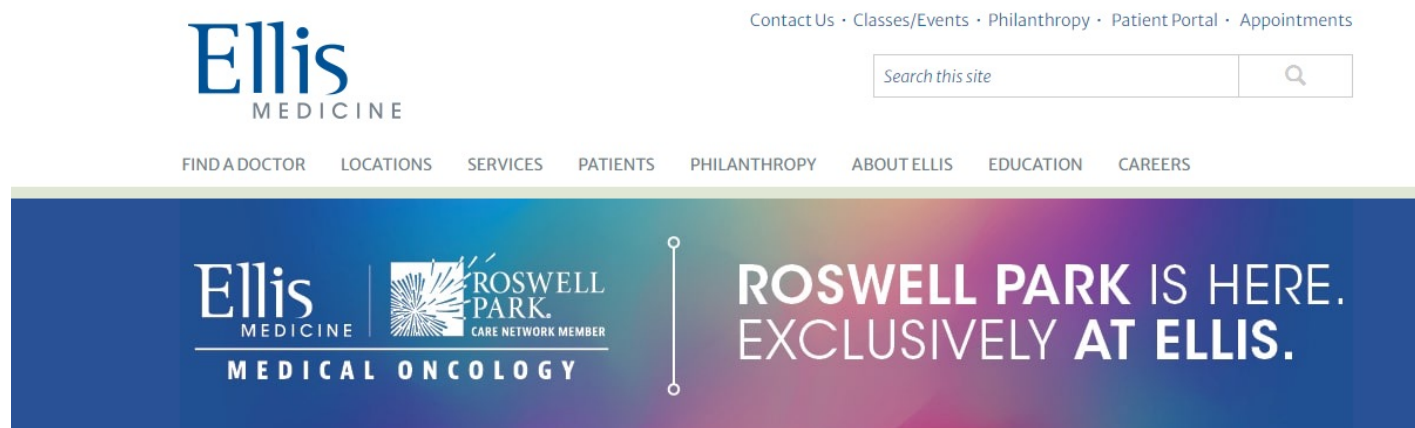 Ellis
MEDICINE
Contact Us · Classes/Events · Philanthropy · Patient Portal · Appointments
Search this site
FIND A DOCTOR LOCATIONS SERVICES PATIENTS PHILANTHROPY ABOUT ELLIS EDUCATION CAREERS
Ellis
MEDICINE
ROSWELL
PARK.
CARE NETWORK MEMBER
MEDICAL ONCOLOGY
ROSWELL PARK IS HERE.
EXCLUSIVELY AT ELLIS.